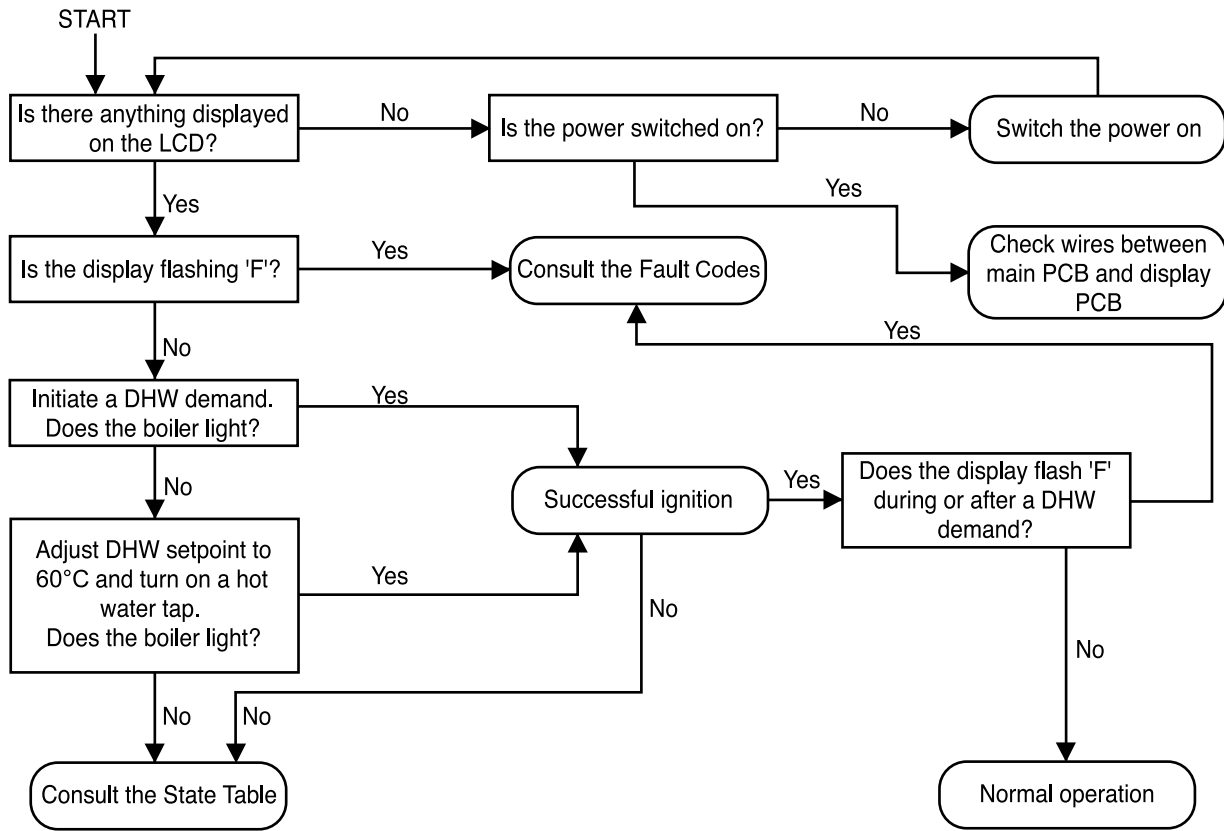 START
Is there anything displayed
on the LCD?
No
Is the power switched on?
No
Switch the power on
Yes
Yes
Check wires between
main PCB and display
PCB
Is the display flashing 'F'?
Yes
Consult the Fault Codes
Yes
No
Initiate a DHW demand.
Does the boiler light?
Yes
No
Successful ignition
Yes
Does the display flash 'F'
during or after a DHW
demand?
Adjust DHW setpoint to
60°C and turn on a hot
water tap.
Does the boiler light?
Yes
No
No
No
No
Consult the State Table
Normal operation